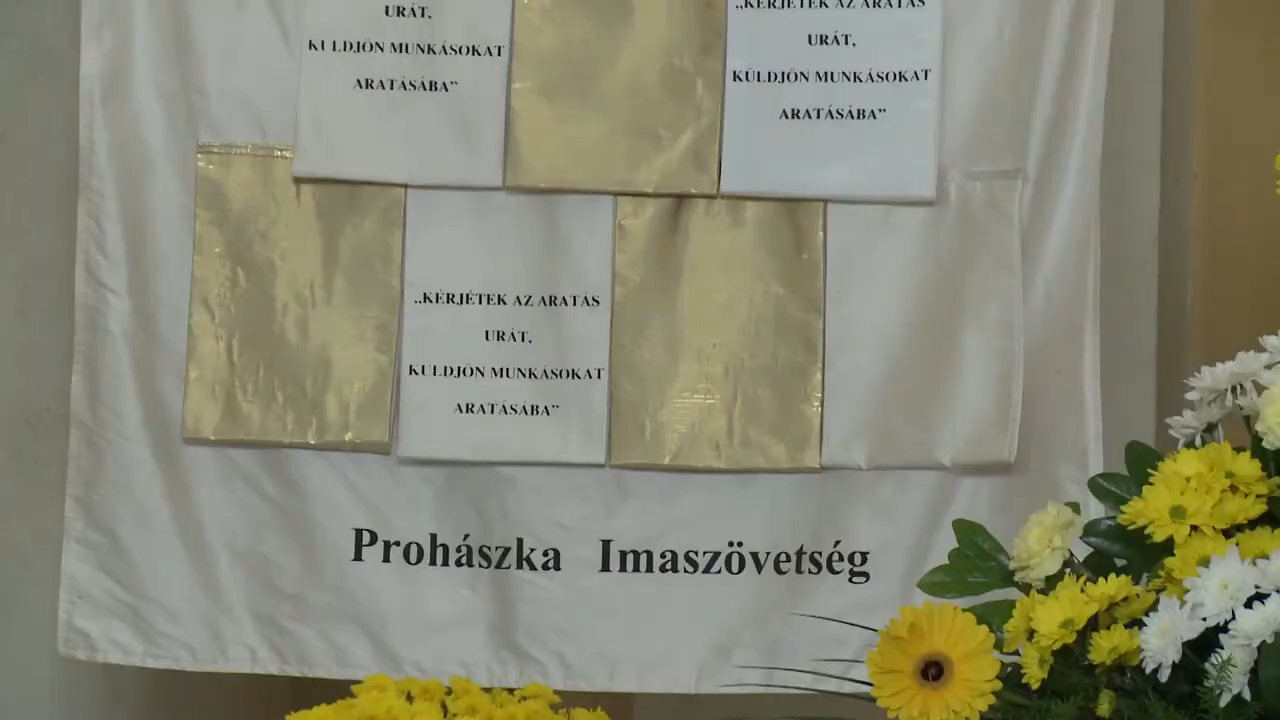 URÁT,
KÜLDJÖN MUNKÁSOKAT
ARATÁSÁBA”
„KÉRJÉTEK AZ ARATÁS
URÁT,
KÜLDJÖN MUNKÁSOKAT
ARATÁSÁBA”
„KÉRJÉTEK AZ ARATÁS
URÁT,
KÜLDJÖN MUNKÁSOKAT
ARATÁSÁBA”
Prohászka Imaszövetség